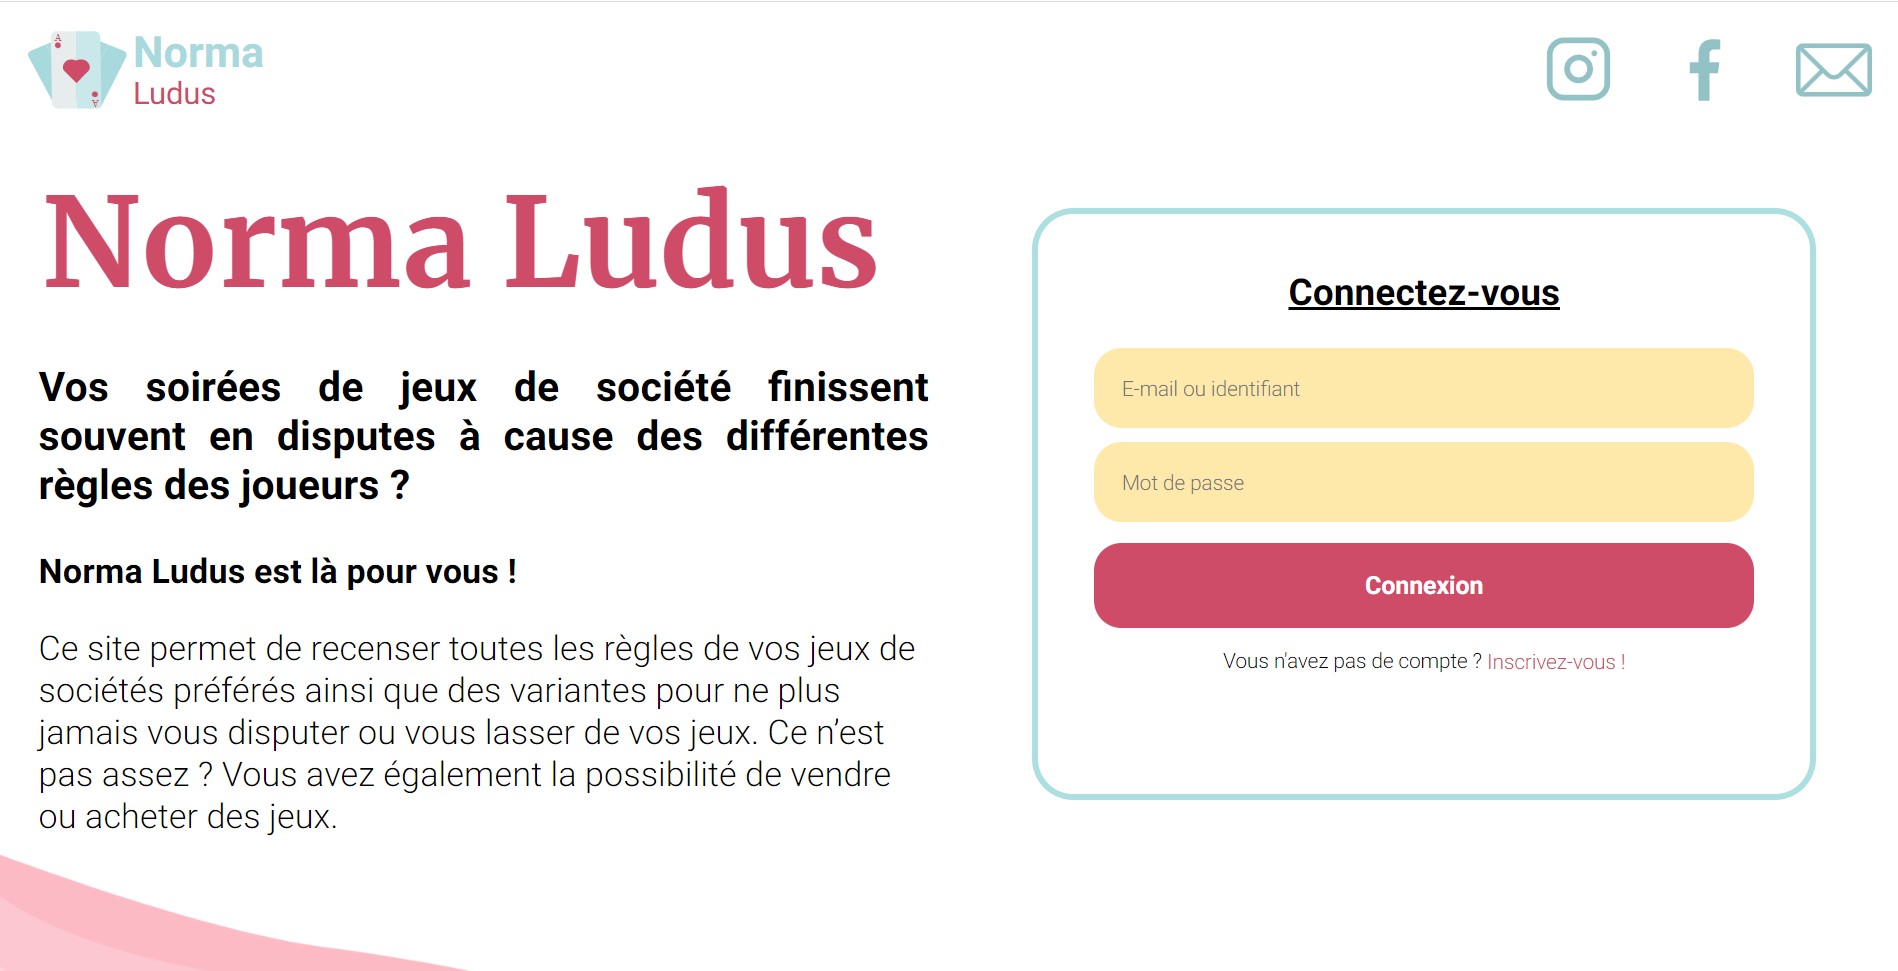 A
Norma
Ludus
A
Norma Ludus
Vos soirées de jeux de société finissent
souvent en disputes à cause des différentes
règles des joueurs ?
Norma Ludus est là pour vous !
Ce site permet de recenser toutes les règles de vos jeux de
sociétés préférés ainsi que des variantes pour ne plus
jamais vous disputer ou vous lasser de vos jeux. Ce n’est
pas assez ? Vous avez également la possibilité de vendre
ou acheter des jeux.
Connectez-vous
E-mail ou identifiant
Mot de passe
Connexion
Vous n'avez pas de compte ? Inscrivez-vous !